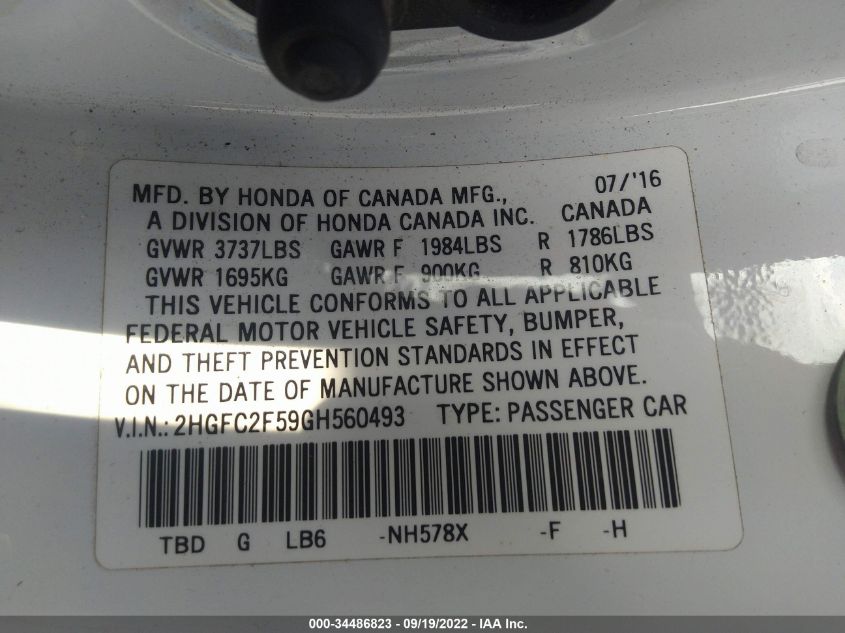 MFD. BY HONDA OF CANADA MFG., 07/'16
A DIVISION OF HONDA CANADA INC. CANADA
GVWR 3737LBS GAWR F 1984LBS R 1786LBS
GVWR 1695KG GAWR F 900KG R 810KG
THIS VEHICLE CONFORMS TO ALL APPLICABLE
FEDERAL MOTOR VEHICLE SAFETY, BUMPER,
AND THEFT PREVENTION STANDARDS IN EFFECT
ON THE DATE OF MANUFACTURE SHOWN ABOVE.
V.I.N.: 2HGFC2F59GH560493 TYPE: PASSENGER CAR
TBD G LB6 -NH578X -F -H
000-34486823 - 09/19/2022 - IAA Inc.